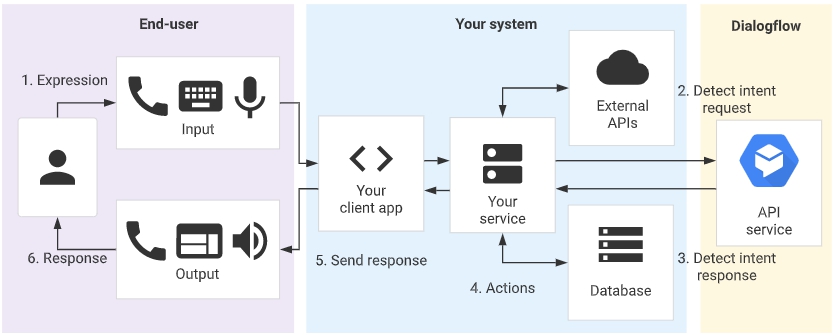 End-user
Your system
Dialogflow
1. Expression
Input
External
APIs
2. Detect intent
request
Your
client app
Your
service
API
service
6. Response
Output
5. Send response
4. Actions
Database
3. Detect intent
response